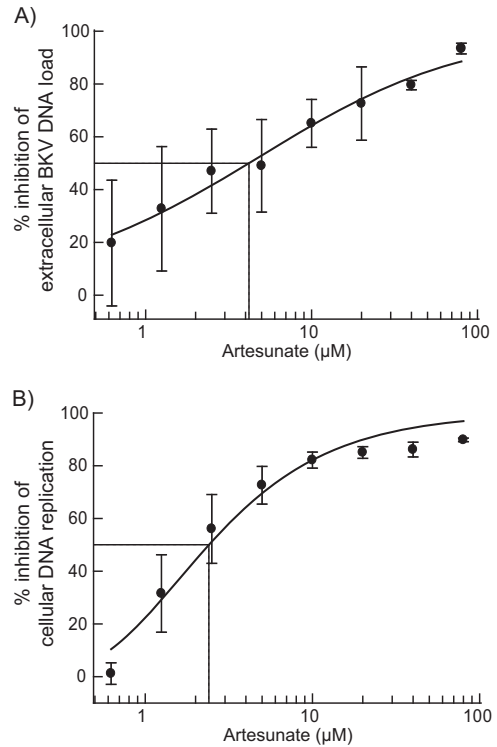 A)
100
80
60
40
20
0
% inhibition of
extracellular BKV DNA load
1
10
100
Artesunate (µM)
B)
100
80
60
40
20
0
% inhibition of
cellular DNA replication
1
10
100
Artesunate (µM)